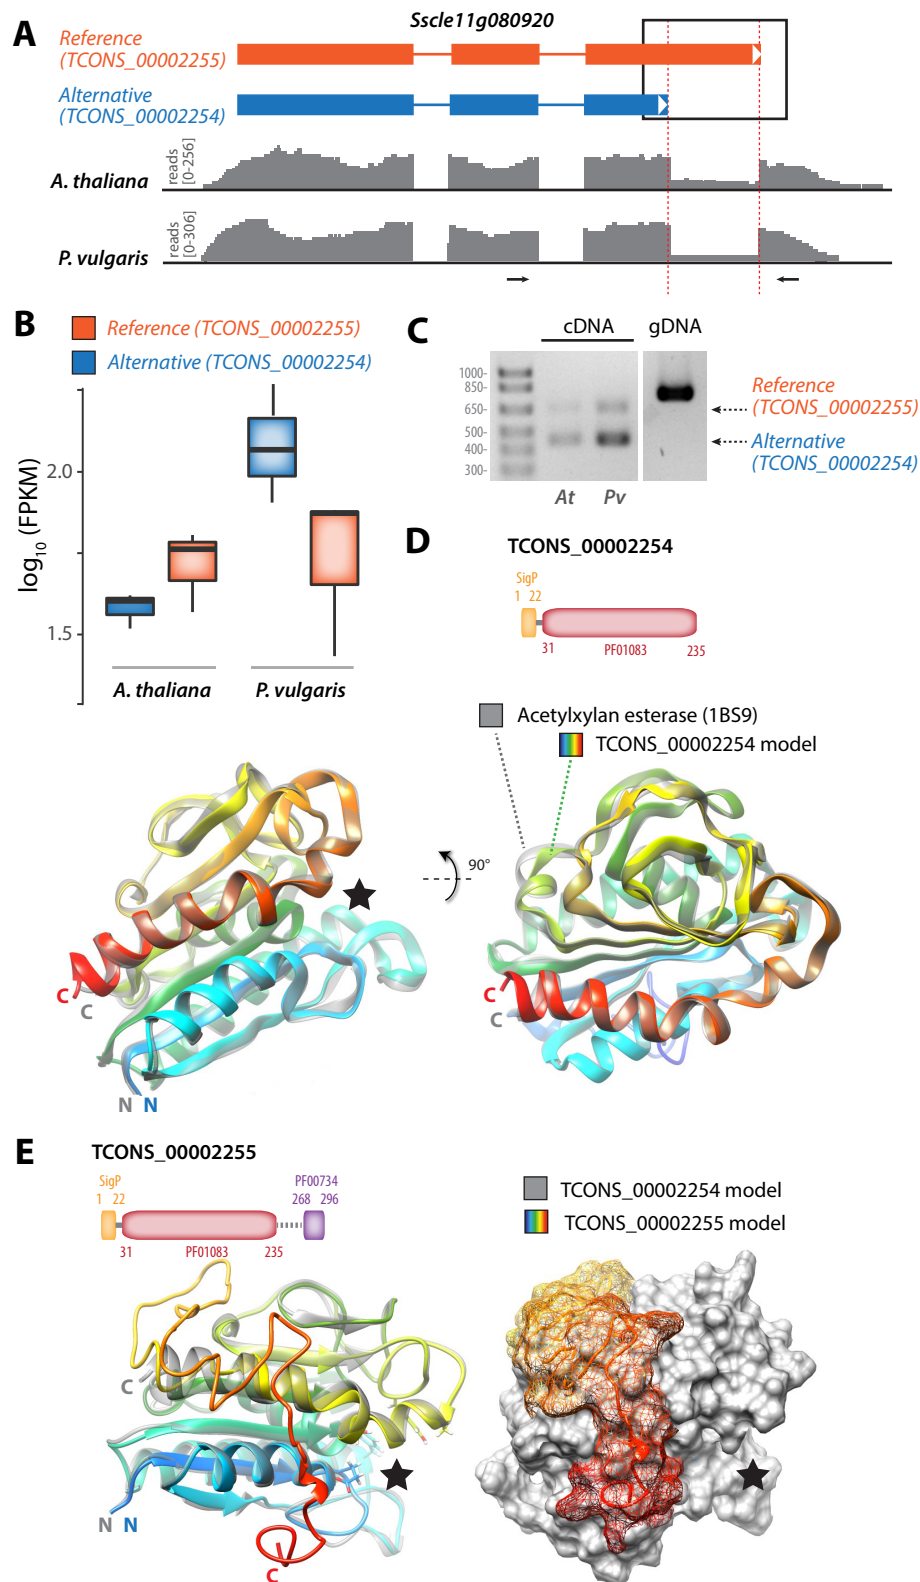 A
Sscle11g080920
Reference
(TCONS_00002255)
Alternative
(TCONS_00002254)
reads
[0-256]
A. thaliana
reads
[0-306]
P. vulgaris
B
Reference (TCONS_00002255)
Alternative (TCONS_00002254)
log10 (FPKM)
2.0
1.5
A. thaliana
P. vulgaris
C
cDNA
gDNA
1000-
850-
650-
500-
400-
300-
At
Pv
Reference
(TCONS_00002255)
Alternative
(TCONS_00002254)
D
TCONS_00002254
SigP
1 22
31
PF01083
235
Acetylxylan esterase (1BS9)
TCONS_00002254 model
90°
C
C
N
N
C
C
E
TCONS_00002255
SigP
1 22
PF00734
268 296
31
PF01083
235
TCONS_00002254 model
TCONS_00002255 model
C
N
N
C